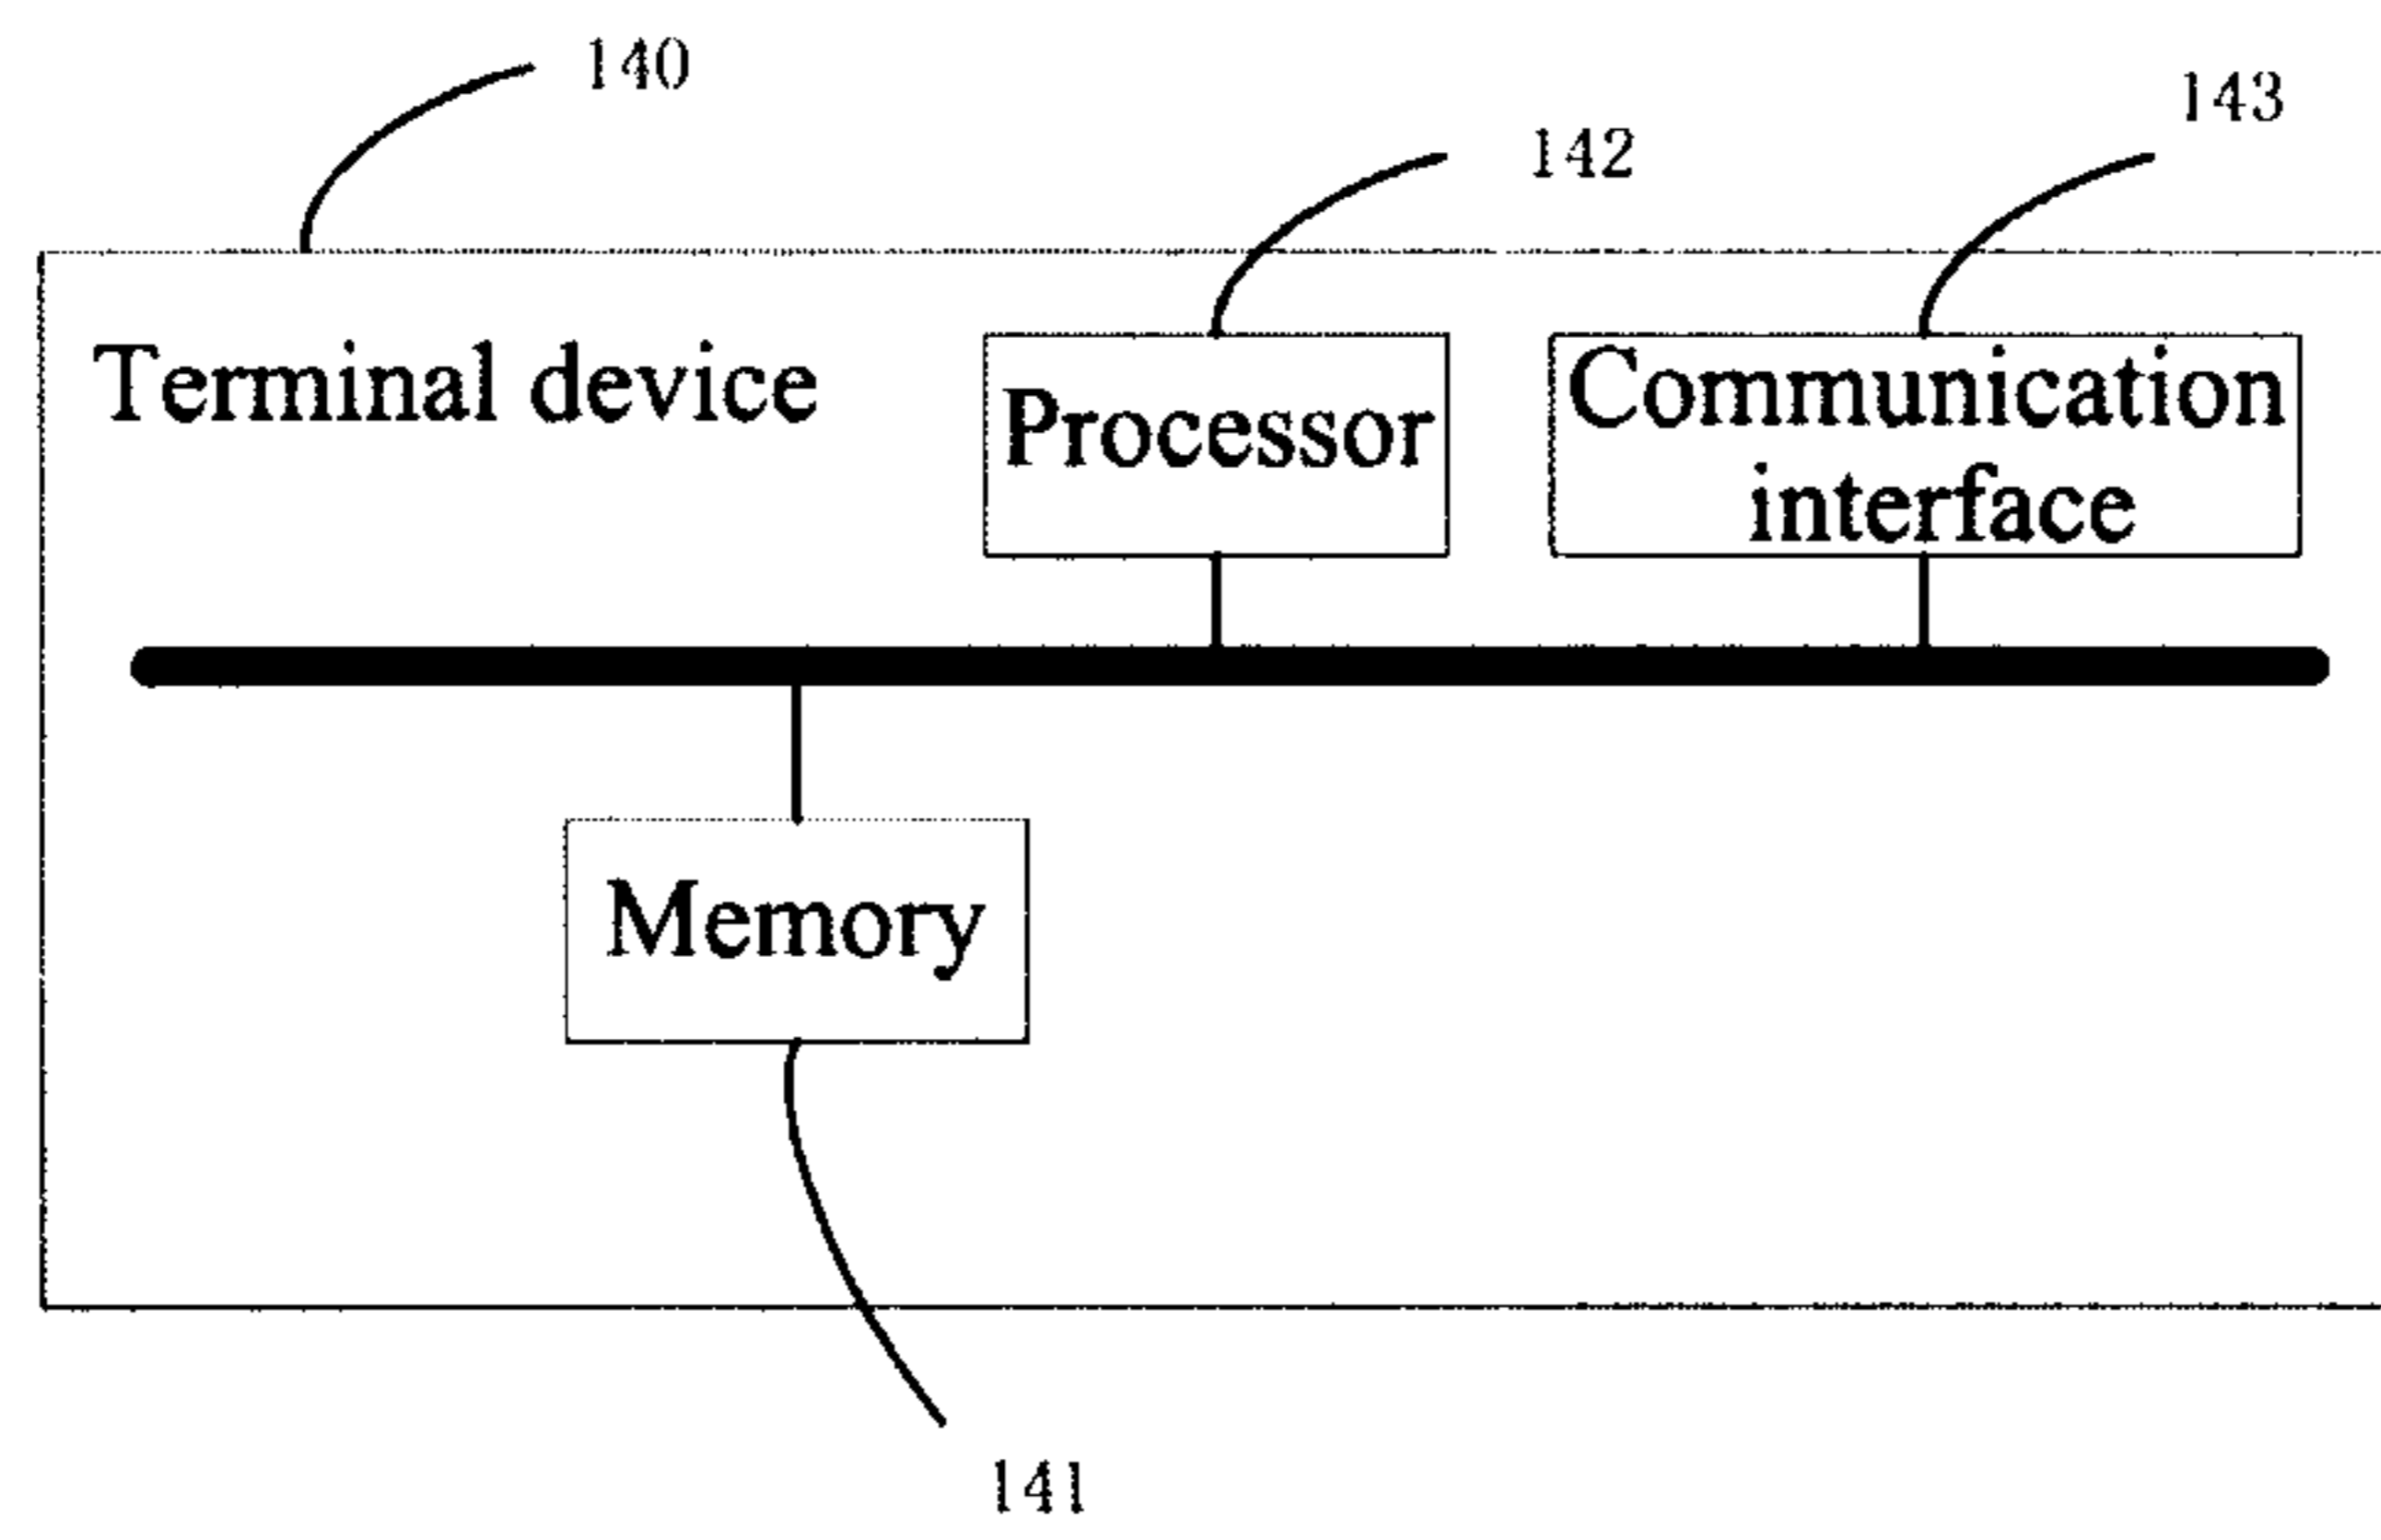 140
142
143
Terminal device
Processor
Communication
interface
Memory
141